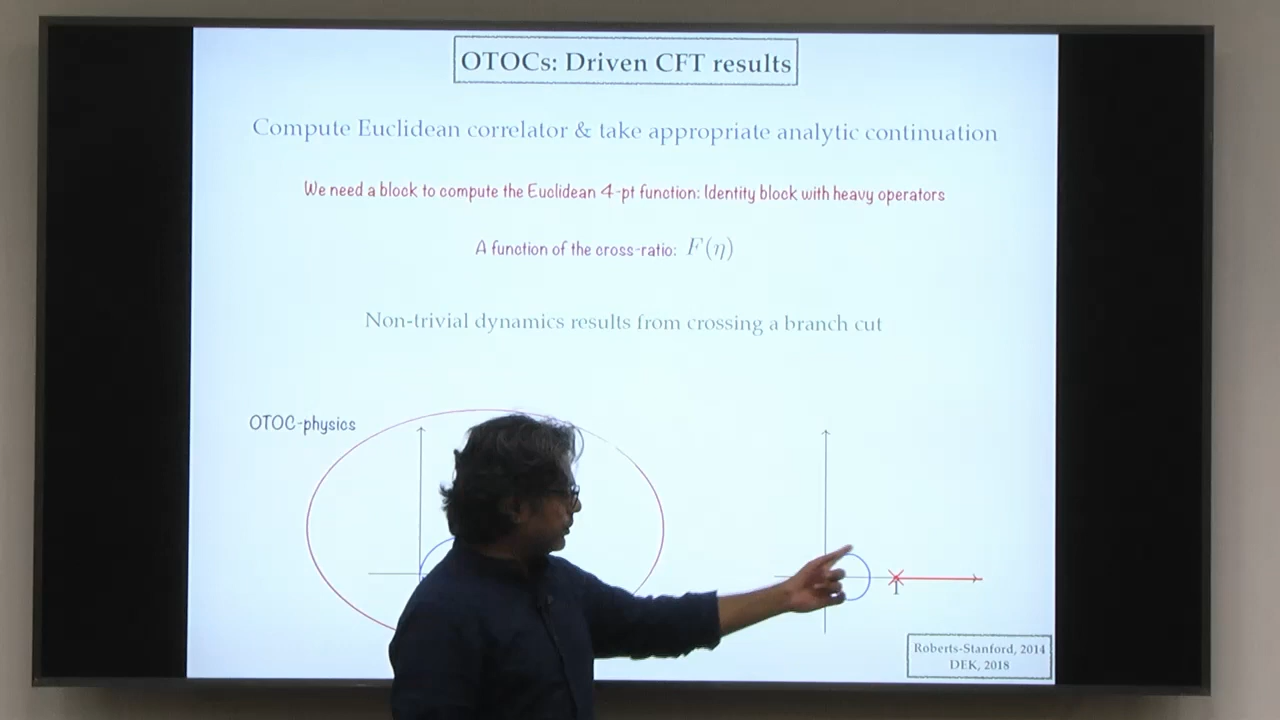 OTOCs: Driven CFT results
Compute Euclidean correlator & take appropriate analytic continuation
We need a block to compute the Euclidean 4-pt function: Identity block with heavy operators
A function of the cross-ratio: F(η)
Non-trivial dynamics results from crossing a branch cut
OTOC-physics
1
Roberts-Stanford, 2014
DEK, 2018